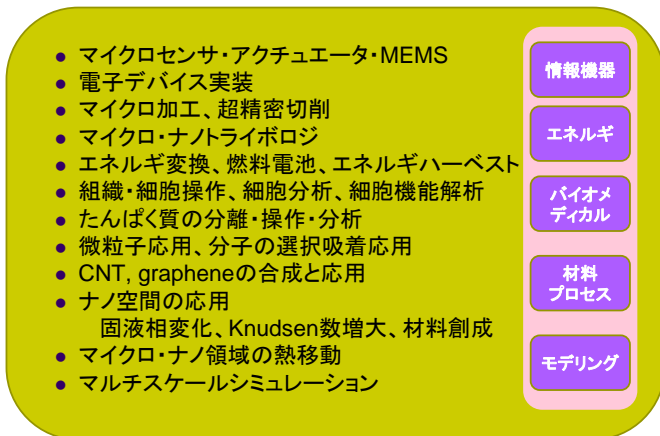 ● マイクロセンサ・アクチュエータ・MEMS
● 電子デバイス実装
● マイクロ加工、超精密切削
● マイクロ・ナノトライボロジ
● エネルギ変換、燃料電池、エネルギハーベスト
● 組織・細胞操作、細胞分析、細胞機能解析
● たんぱく質の分離・操作・分析
● 微粒子応用、分子の選択吸着応用
● CNT, grapheneの合成と応用
● ナノ空間の応用
固液相変化、Knudsen数増大、材料創成
● マイクロ・ナノ領域の熱移動
● マルチスケールシミュレーション
情報機器
エネルギ
バイオメ
ディカル
材料
プロセス
モデリング